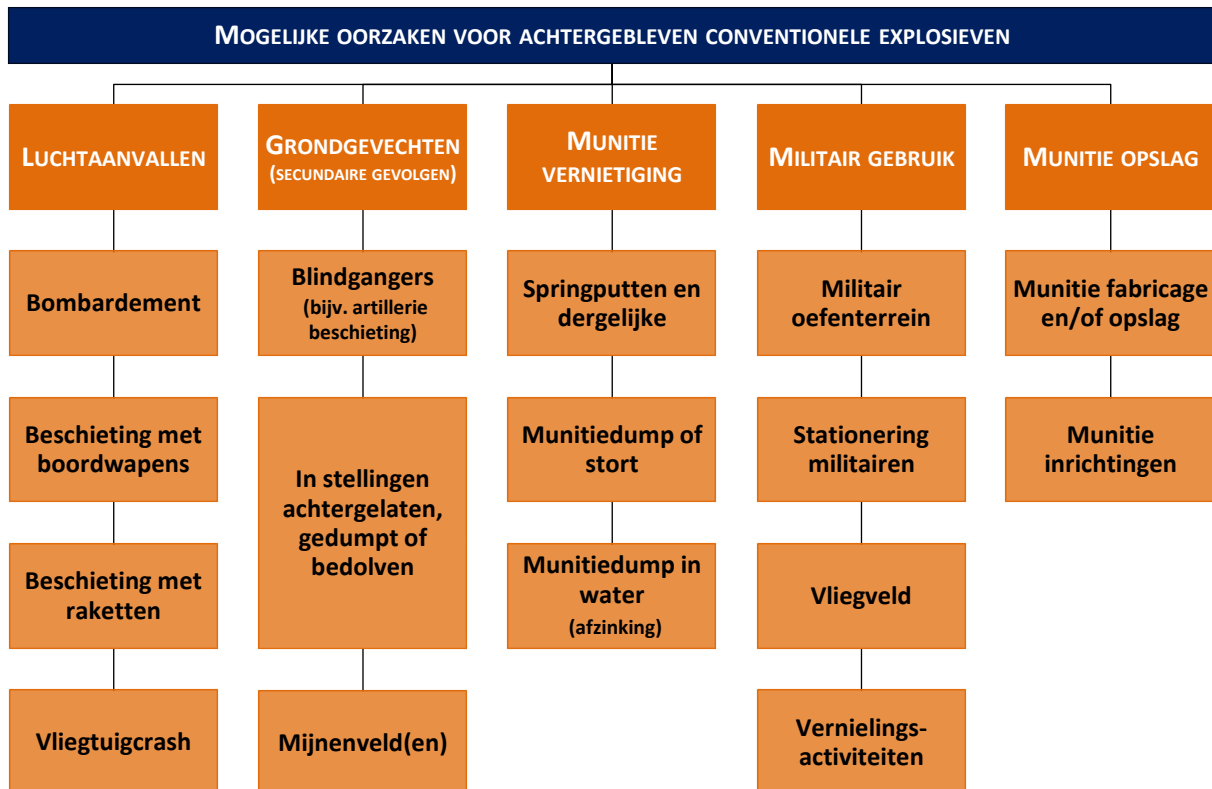 MOGELIJKE OORZAKEN VOOR ACHTERGEBLEVEN CONVENTIONELE EXPLOSIEVEN
LUCHTAANVALLEN
Bombardement
Beschieting met
boordwapens
Beschieting met
raketten
Vliegtuigcrash
GRONDGEVECHTEN
(SECUNDAIRE GEVOLGEN)
Blindgangers
(bijv. artillerie
beschieting)
In stellingen
achtergelaten,
gedumpt of
bedolven
Mijnenveld(en)
MUNITIE
VERNIETIGING
Springputten en
dergelijke
Munitiedump of
stort
Munitiedump in
water
(afzinking)
MILITAIR GEBRUIK
Militair
oefenterrein
Stationering
militairen
Vliegveld
Vernielings-
activiteiten
MUNITIE OPSLAG
Munitie fabricage
en/of opslag
Munitie
inrichtingen